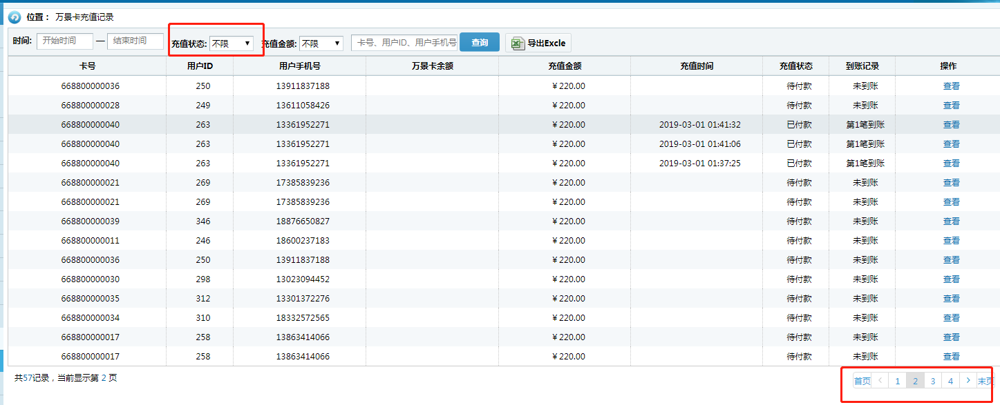 位置： 万景卡充值记录
时间: 开始时间 — 结束时间 充值状态: 不限 充值金额: 不限 卡号、用户ID、用户手机号 查询 导出Excle
卡号 用户ID 用户手机号 万景卡余额 充值金额 充值时间 充值状态 到账记录 操作
668800000036 250 13911837188 ￥220.00 待付款 未到账 查看
668800000028 249 13611058426 ￥220.00 待付款 未到账 查看
668800000040 263 13361952271 ￥220.00 2019-03-01 01:41:32 已付款 第1笔到账 查看
668800000040 263 13361952271 ￥220.00 2019-03-01 01:41:06 已付款 第1笔到账 查看
668800000040 263 13361952271 ￥220.00 2019-03-01 01:37:25 已付款 第1笔到账 查看
668800000021 269 17385839236 ￥220.00 待付款 未到账 查看
668800000021 269 17385839236 ￥220.00 待付款 未到账 查看
668800000039 346 18876650827 ￥220.00 待付款 未到账 查看
668800000011 246 18600237183 ￥220.00 待付款 未到账 查看
668800000036 250 13911837188 ￥220.00 待付款 未到账 查看
668800000030 298 13023094452 ￥220.00 待付款 未到账 查看
668800000035 312 13301372276 ￥220.00 待付款 未到账 查看
668800000034 310 18332572565 ￥220.00 待付款 未到账 查看
668800000017 258 13863414066 ￥220.00 待付款 未到账 查看
668800000017 258 13863414066 ￥220.00 待付款 未到账 查看
共57记录，当前显示第 2 页 首页 < 1 2 3 4 > 末页